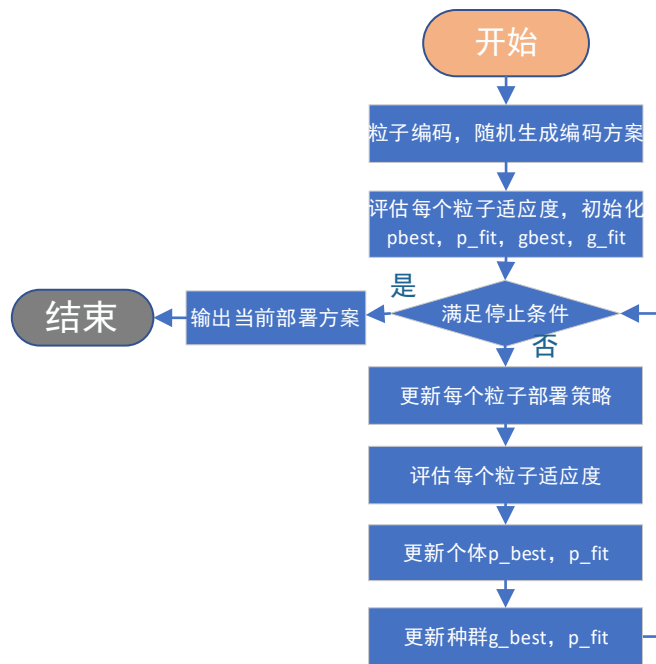 开始
粒子编码，随机生成编码方案
评估每个粒子适应度，初始化
pbest，p_fit，gbest，g_fit
是
满足停止条件
输出当前部署方案
结束
否
更新每个粒子部署策略
评估每个粒子适应度
更新个体p_best，p_fit
更新种群g_best，p_fit